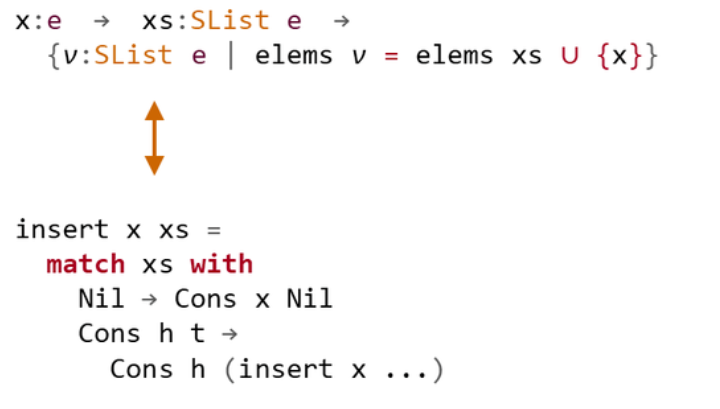 x:e → xs:SList e →
{ν:SList e | elems ν = elems xs ∪ {x}}
insert x xs =
match xs with
Nil → Cons x Nil
Cons h t →
Cons h (insert x ...)